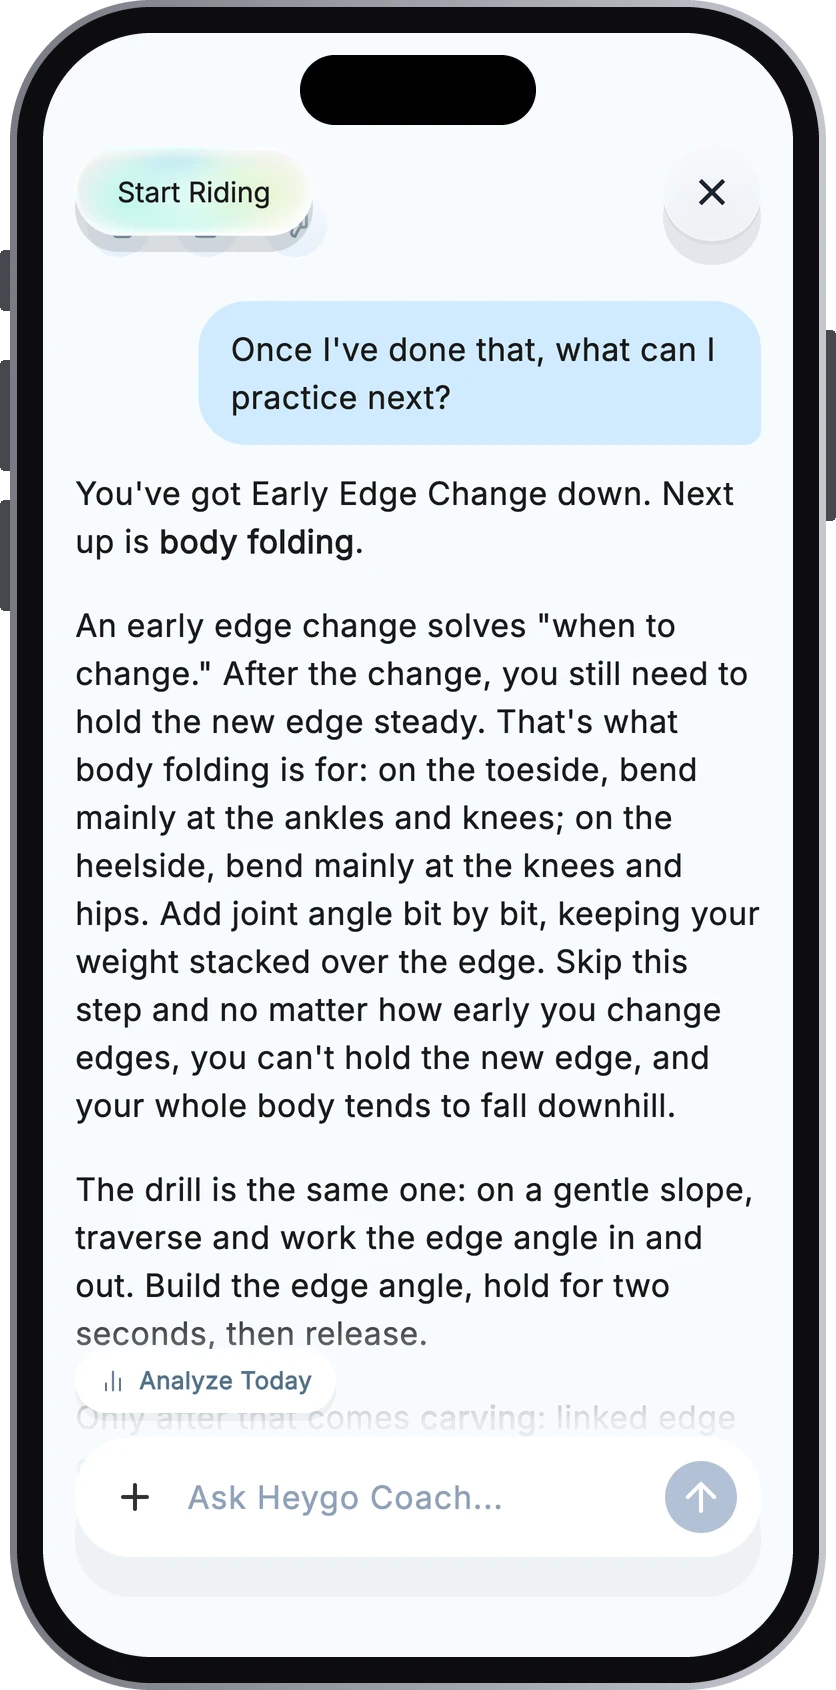 Start Riding
Once I've done that, what can I
practice next?
You've got Early Edge Change down. Next
up is body folding.
An early edge change solves "when to
change." After the change, you still need to
hold the new edge steady. That's what
body folding is for: on the toeside, bend
mainly at the ankles and knees; on the
heelside, bend mainly at the knees and
hips. Add joint angle bit by bit, keeping your
weight stacked over the edge. Skip this
step and no matter how early you change
edges, you can't hold the new edge, and
your whole body tends to fall downhill.
The drill is the same one: on a gentle slope,
traverse and work the edge angle in and
out. Build the edge angle, hold for two
seconds, then release.
Analyze Today
Only after that comes carving: linked edge
Ask Heygo Coach...